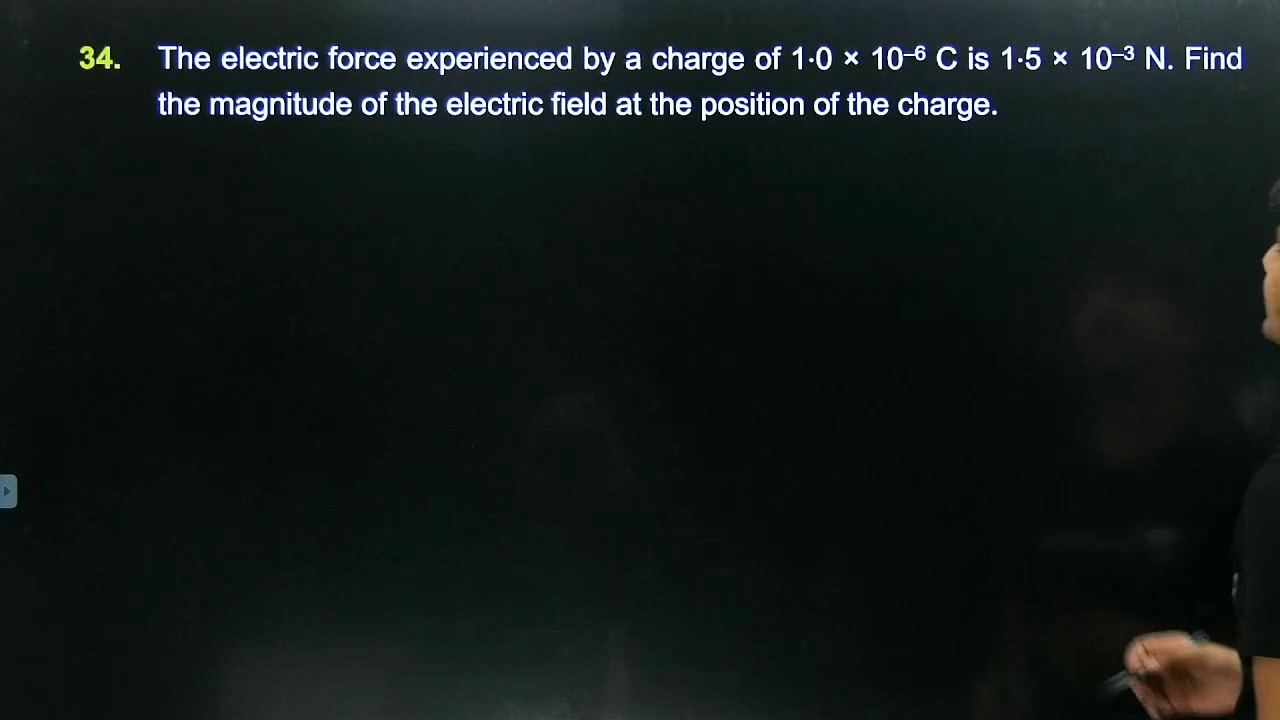 34. The electric force experienced by a charge of 1·0 × 10⁻⁶ C is 1·5 × 10⁻³ N. Find
the magnitude of the electric field at the position of the charge.